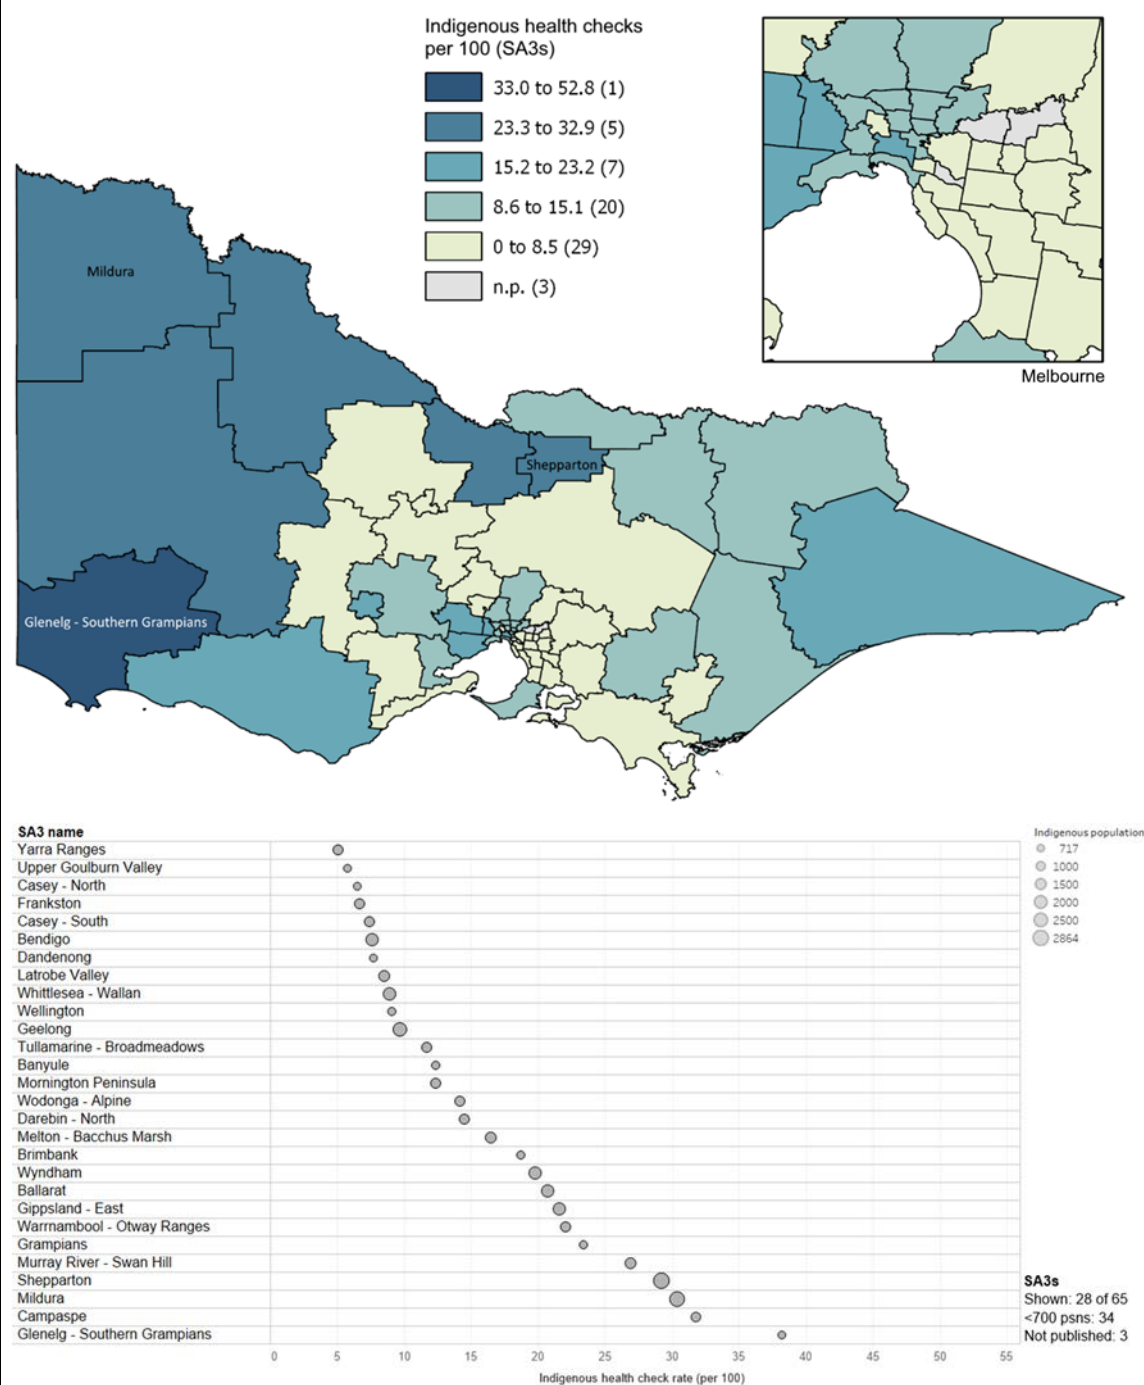 Indigenous health checks
per 100 (SA3s)
33.0 to 52.8 (1)
23.3 to 32.9 (5)
15.2 to 23.2 (7)
8.6 to 15.1 (20)
0 to 8.5 (29)
n.p. (3)
Melbourne
Mildura
Shepparton
Glenelg - Southern Grampians
SA3 name
Yarra Ranges
Upper Goulburn Valley
Casey - North
Frankston
Casey - South
Bendigo
Dandenong
Latrobe Valley
Whittlesea - Wallan
Wellington
Geelong
Tullamarine - Broadmeadows
Banyule
Mornington Peninsula
Wodonga - Alpine
Darebin - North
Melton - Bacchus Marsh
Brimbank
Wyndham
Ballarat
Gippsland - East
Warrnambool - Otway Ranges
Grampians
Murray River - Swan Hill
Shepparton
Mildura
Campaspe
Glenelg - Southern Grampians
0 5 10 15 20 25 30 35 40 45 50 55
Indigenous health check rate (per 100)
Indigenous population
717
1000
1500
2000
2500
2864
SA3s
Shown: 28 of 65
<700 psns: 34
Not published: 3